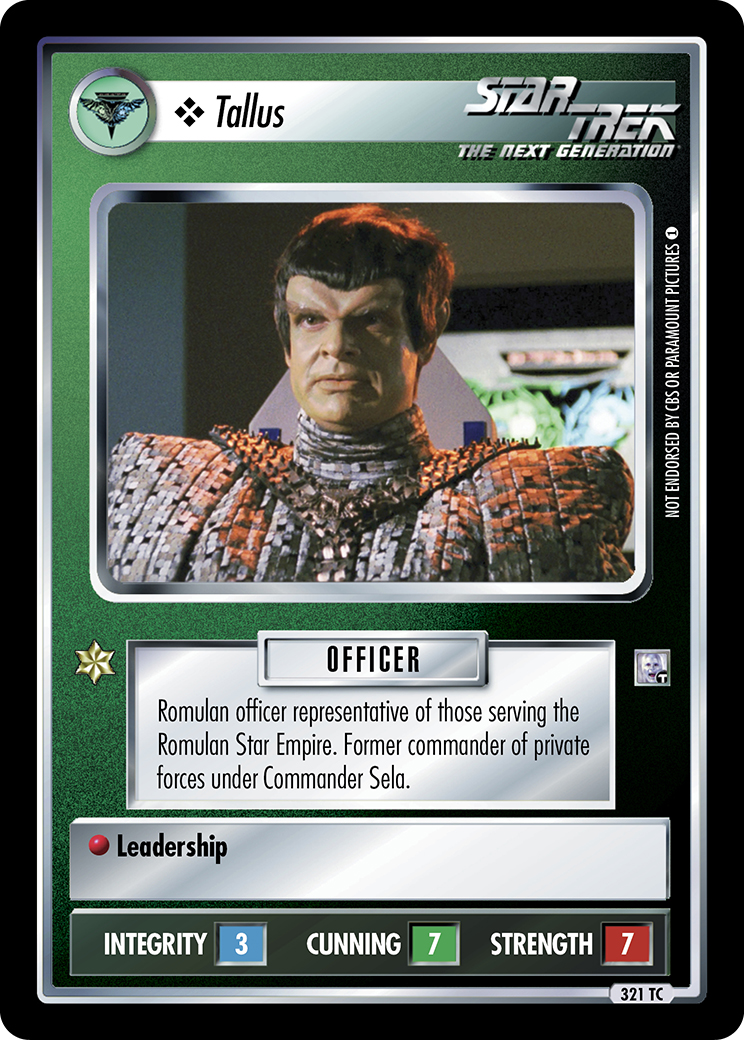 ❖ Tallus
STAR TREK
THE NEXT GENERATION
NOT ENDORSED BY CBS OR PARAMOUNT PICTURES 1
OFFICER
Romulan officer representative of those serving the
Romulan Star Empire. Former commander of private
forces under Commander Sela.
T
Leadership
INTEGRITY 3 CUNNING 7 STRENGTH 7
321 TC